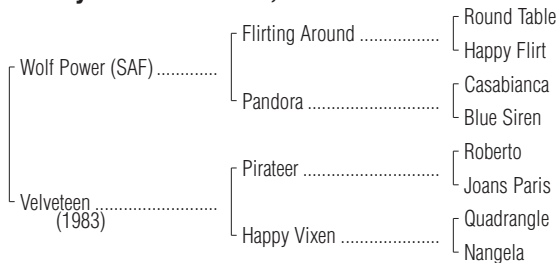 Round Table
Flirting Around ..................
Happy Flirt
Wolf Power (SAF) .............
Casabianca
Pandora .............................
Blue Siren
Roberto
Pirateer ..............................
Joans Paris
Velveteen ..........................
(1983)
Quadrangle
Happy Vixen .....................
Nangela